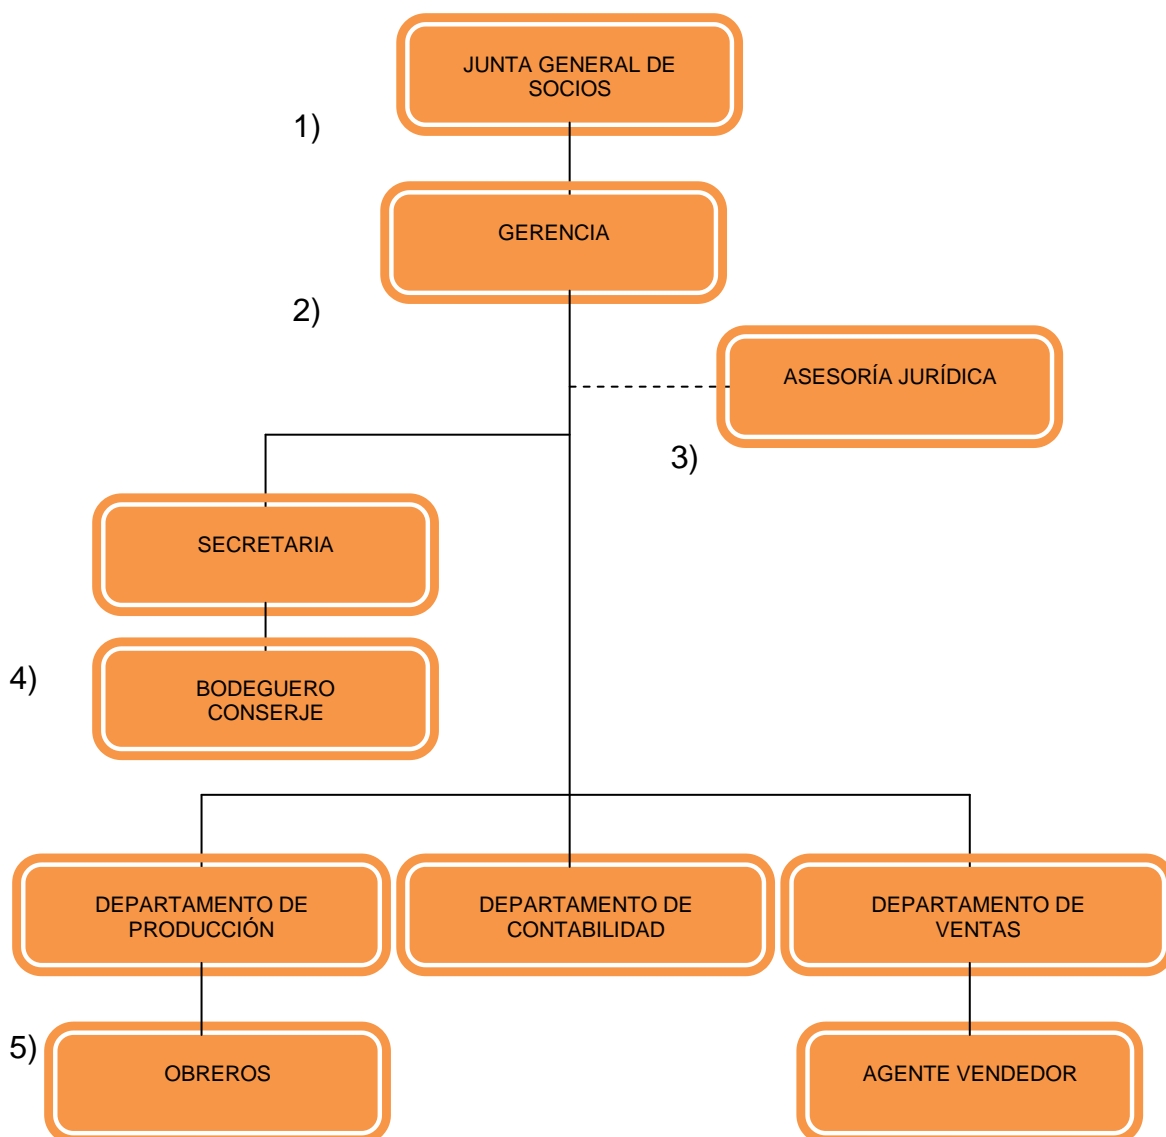 JUNTA GENERAL DE
SOCIOS
1)
GERENCIA
2)
ASESORÍA JURÍDICA
3)
SECRETARIA
4)
BODEGUERO
CONSERJE
DEPARTAMENTO DE
PRODUCCIÓN
DEPARTAMENTO DE
CONTABILIDAD
DEPARTAMENTO DE
VENTAS
5)
OBREROS
AGENTE VENDEDOR